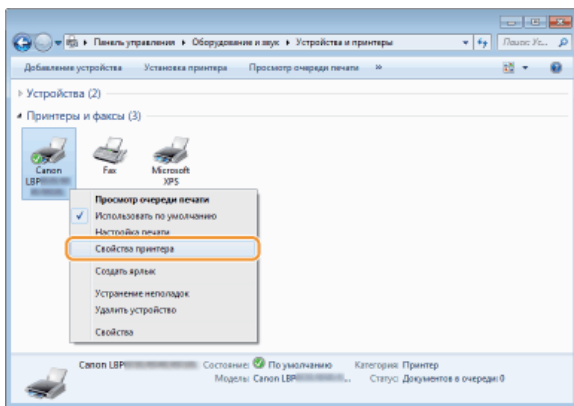 Панель управления ▸ Оборудование и звук ▸ Устройства и принтеры
Поиск: Ус...
Добавление устройства Установка принтера Просмотр очереди печати »
Устройства (2)
Принтеры и факсы (3)
Canon
LBP
Fax
Microsoft
XPS
Просмотр очереди печати
Использовать по умолчанию
Настройка печати
Свойства принтера
Создать ярлык
Устранение неполадок
Удалить устройство
Свойства
Canon LBP Состояние: По умолчанию Категория: Принтер
Модель: Canon LBP ... Статус: Документов в очереди: 0